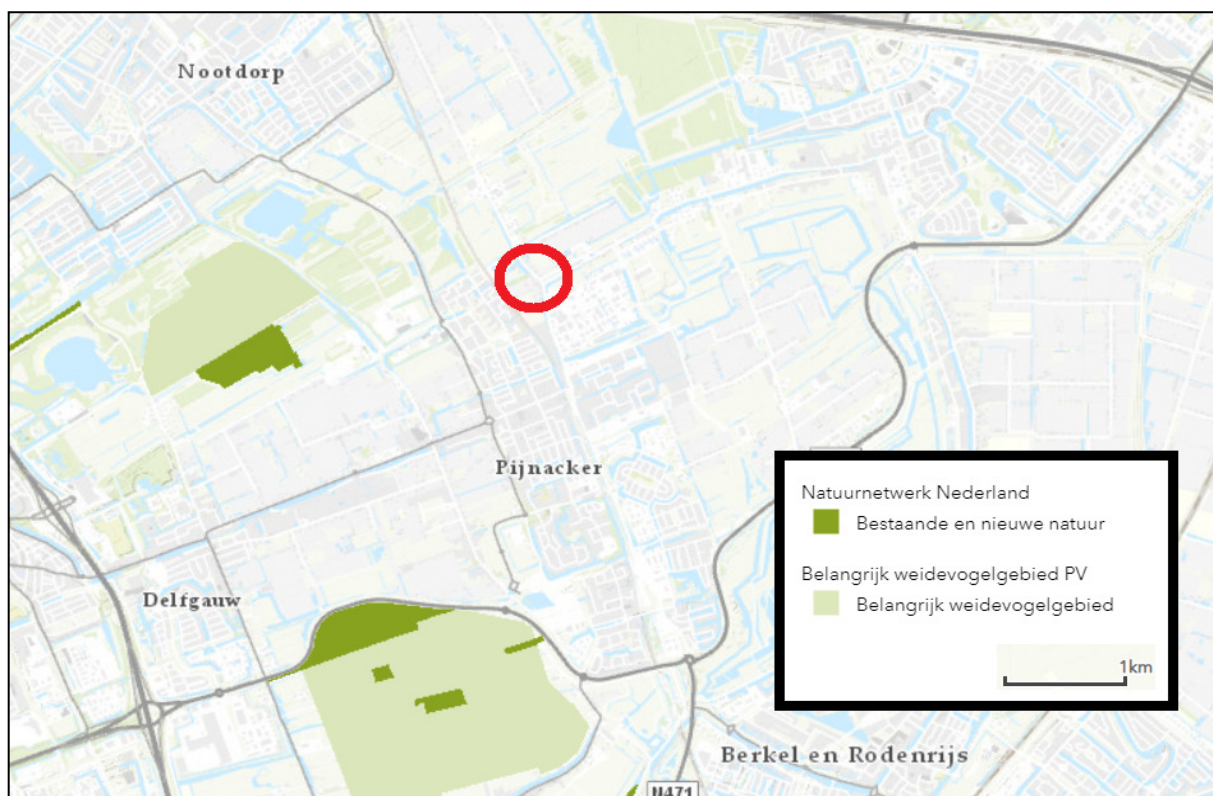 Nootdorp
Pijnacker
Delfgauw
Natuurnetwerk Nederland
Bestaande en nieuwe natuur
Belangrijk weidevogelgebied PV
Belangrijk weidevogelgebied
1km
Berkel en Rodenrijs
N471